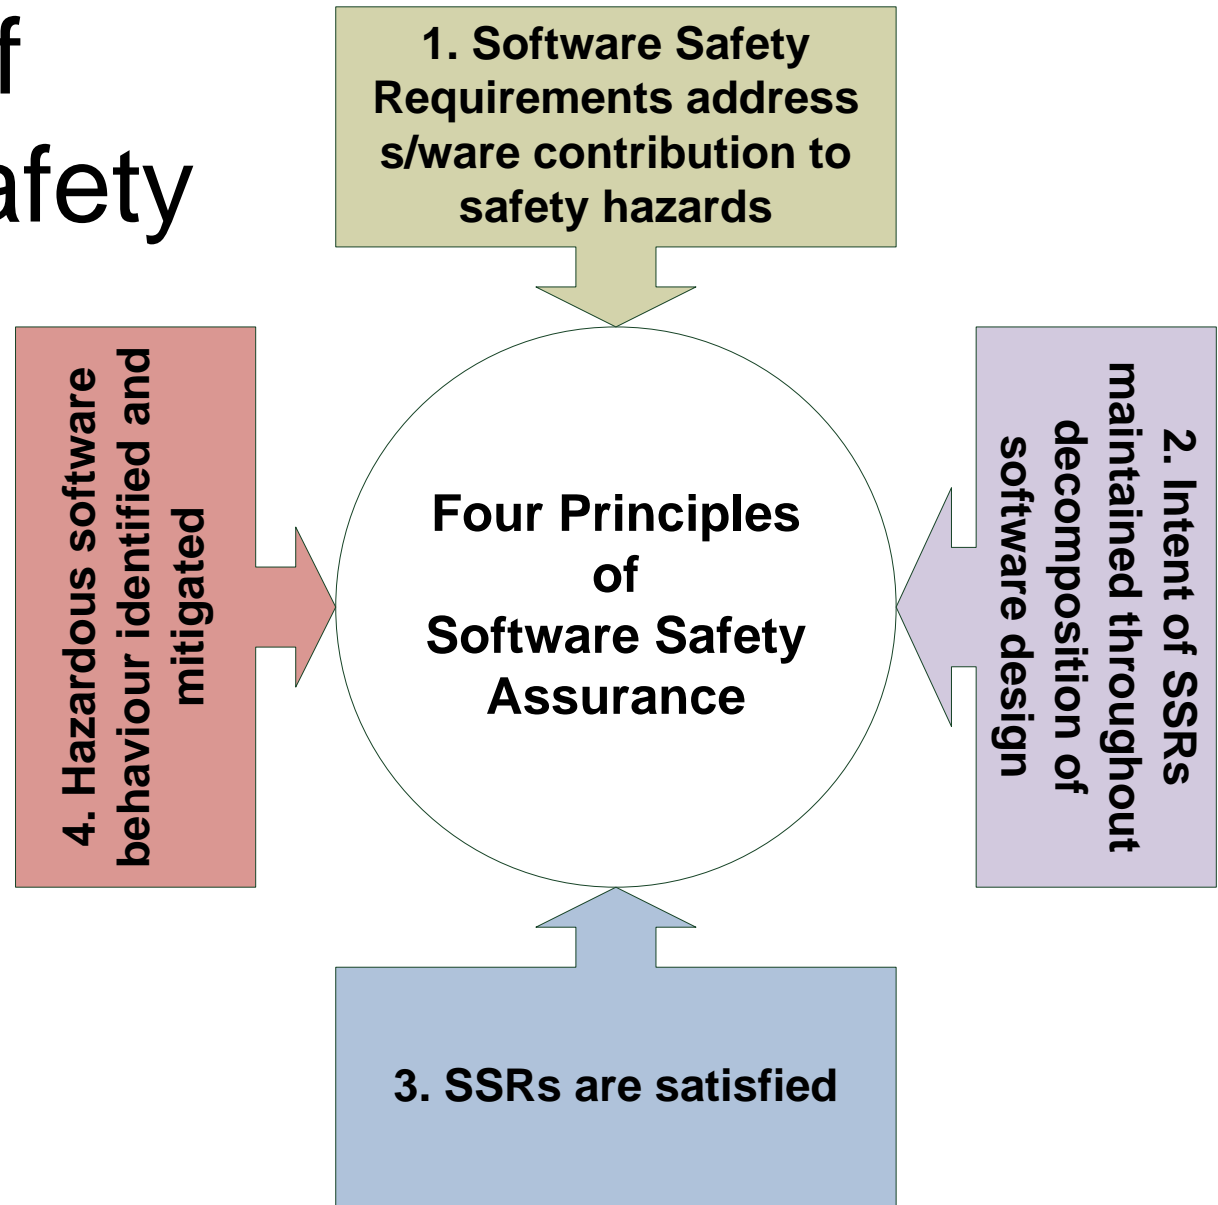 f
afety
1. Software Safety
Requirements address
s/ware contribution to
safety hazards
2. Intent of SSRs
maintained throughout
decomposition of
software design
Four Principles
of
Software Safety
Assurance
4. Hazardous software
behaviour identified and
mitigated
3. SSRs are satisfied